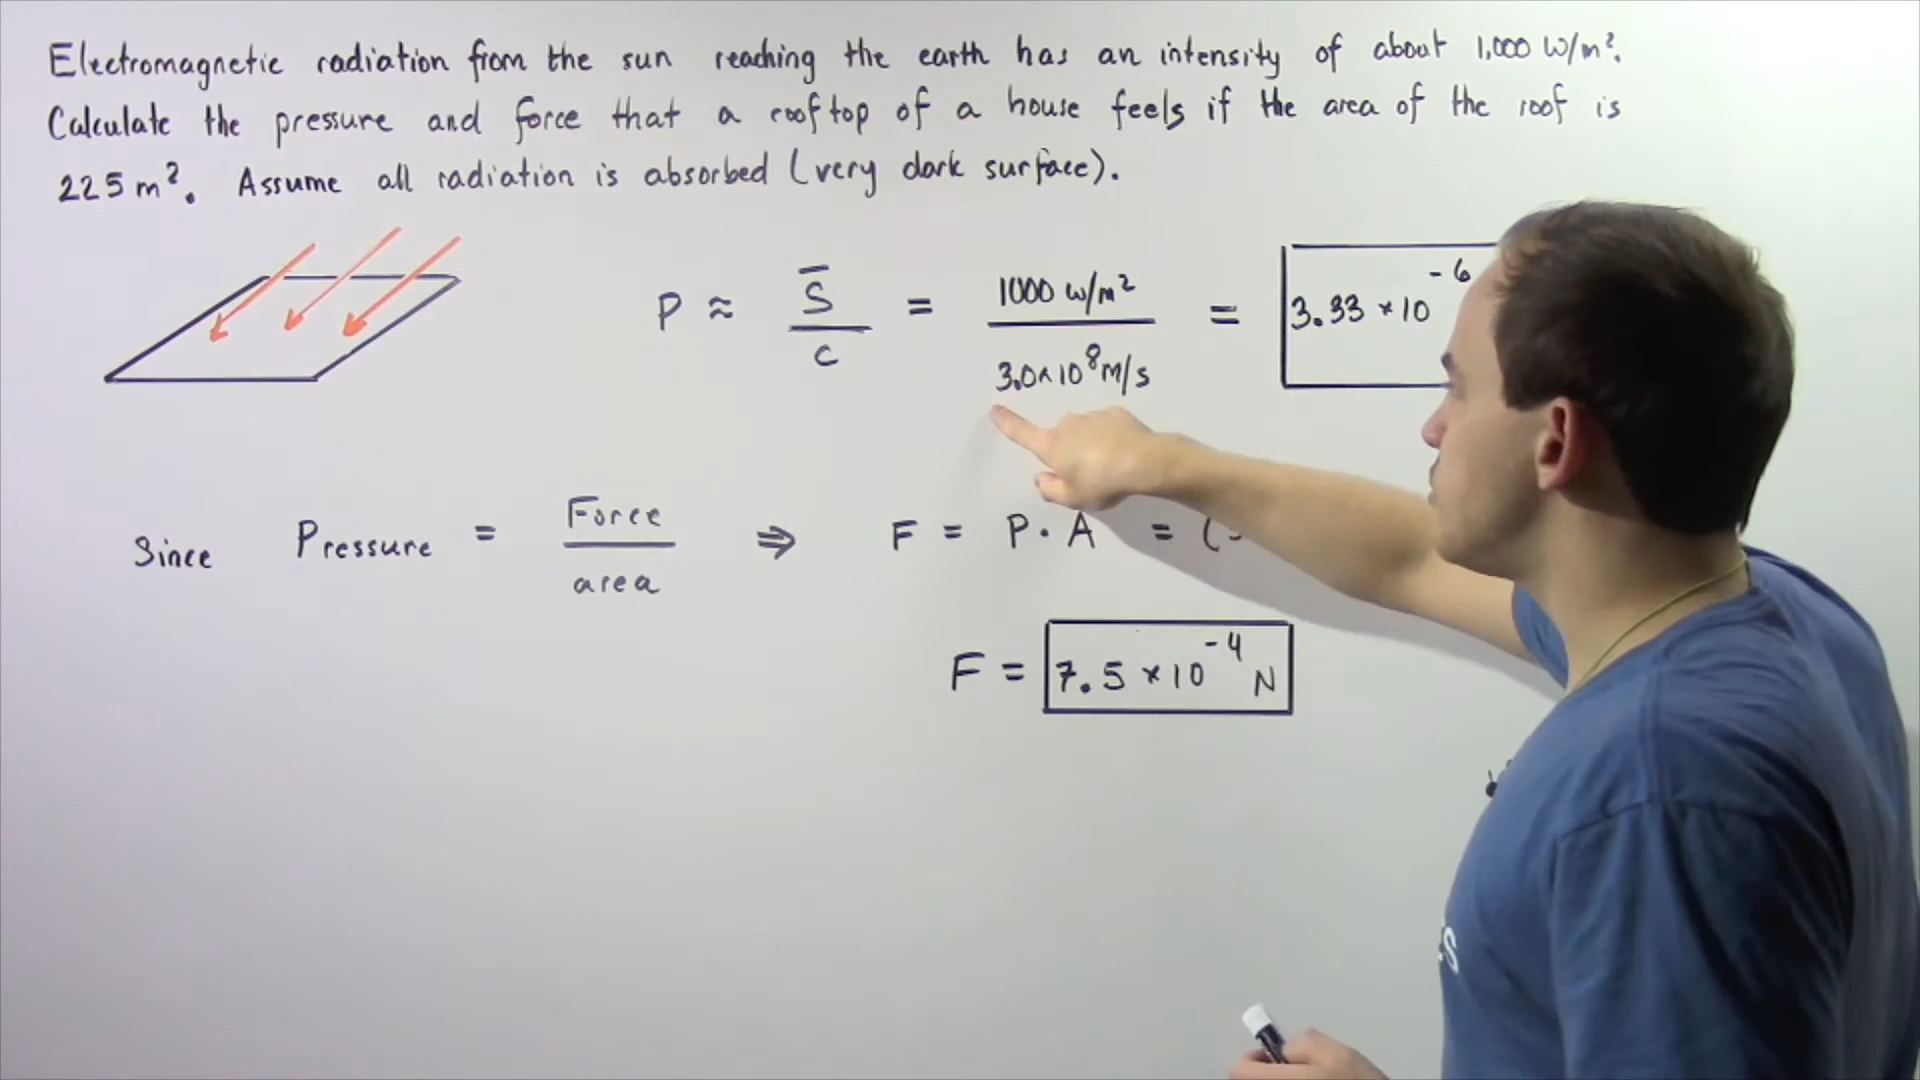 Electromagnetic radiation from the sun reaching the earth has an intensity of about 1,000 W/m².
Calculate the pressure and force that a rooftop of a house feels if the area of the roof is
225 m². Assume all radiation is absorbed (very dark surface).
P ≈ S̄ / c = 1000 W/m² / 3.0×10⁸ m/s = 3.33 × 10⁻⁶
Since Pressure = Force / area ⇒ F = P · A = (
F = 7.5 × 10⁻⁴ N